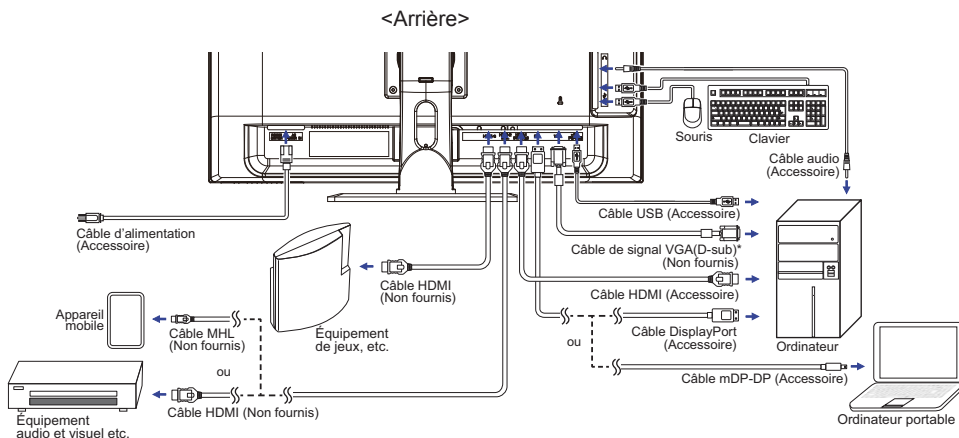 <Arrière>
Souris
Clavier
Câble audio
(Accessoire)
Câble d'alimentation
(Accessoire)
Câble USB (Accessoire)
Câble de signal VGA(D-sub)*
(Non fournis)
Câble HDMI
(Non fournis)
Câble HDMI (Accessoire)
Appareil
mobile
Câble MHL
(Non fournis)
Équipement
de jeux, etc.
ou
Câble DisplayPort
(Accessoire)
Ordinateur
ou
Câble mDP-DP (Accessoire)
Câble HDMI (Non fournis)
Équipement
audio et visuel etc.
Ordinateur portable